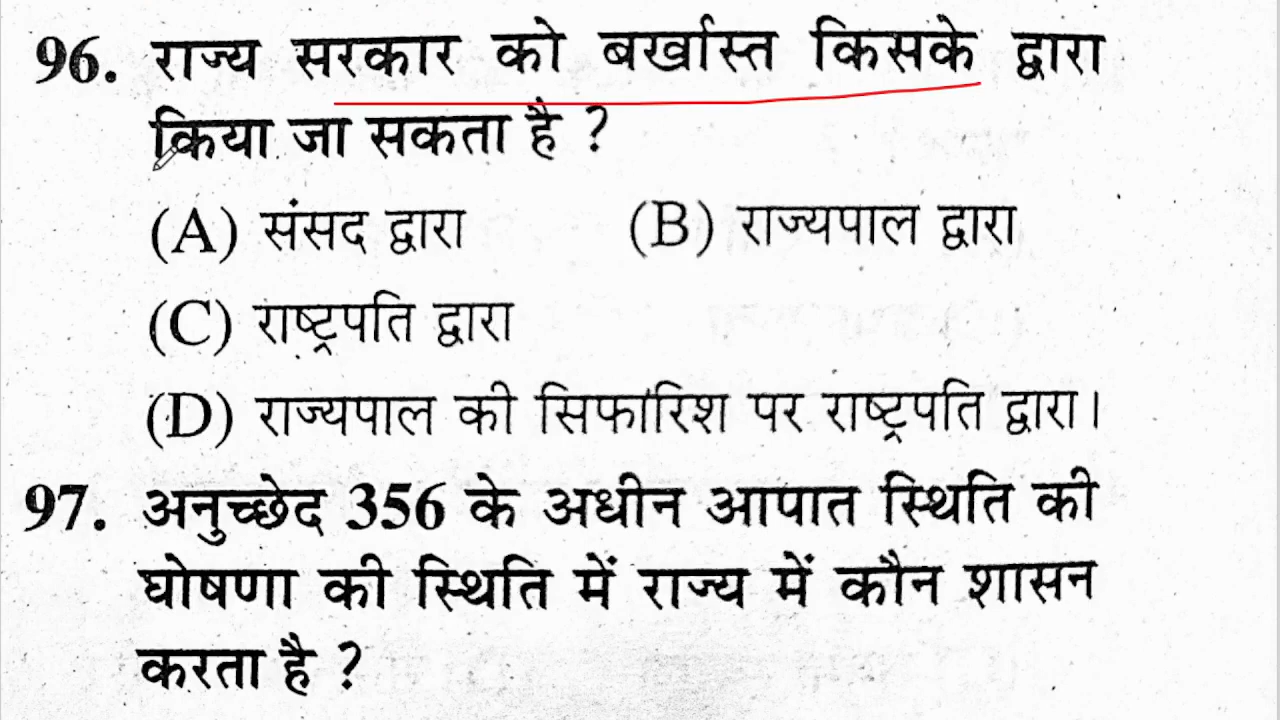 96. राज्य सरकार को बर्खास्त किसके द्वारा
किया जा सकता है ?
(A) संसद द्वारा (B) राज्यपाल द्वारा
(C) राष्ट्रपति द्वारा
(D) राज्यपाल की सिफारिश पर राष्ट्रपति द्वारा।
97. अनुच्छेद 356 के अधीन आपात स्थिति की
घोषणा की स्थिति में राज्य में कौन शासन
करता है ?